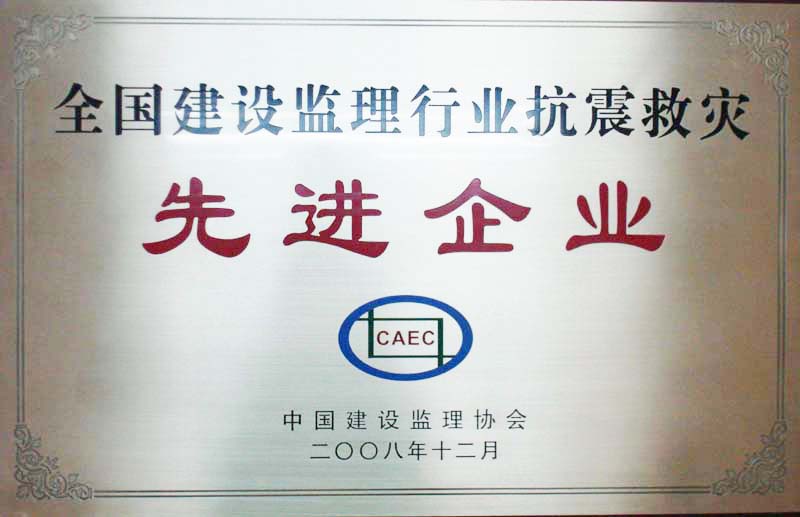 全国建设监理行业抗震救灾
先进企业
CAEC
中国建设监理协会
二〇〇八年十二月